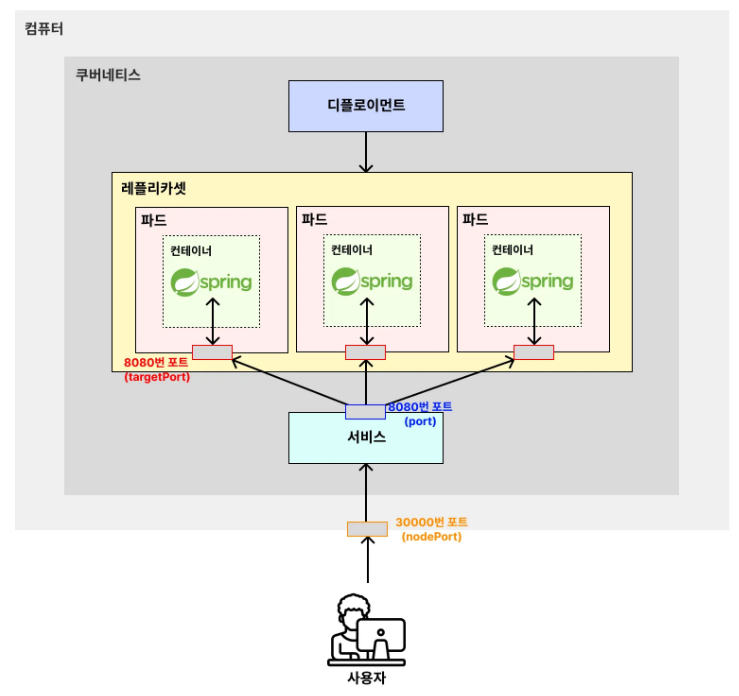 컴퓨터
쿠버네티스
디플로이먼트
레플리카셋
파드
컨테이너
spring
파드
컨테이너
spring
파드
컨테이너
spring
8080번 포트
(targetPort)
8080번 포트
(port)
서비스
30000번 포트
(nodePort)
사용자